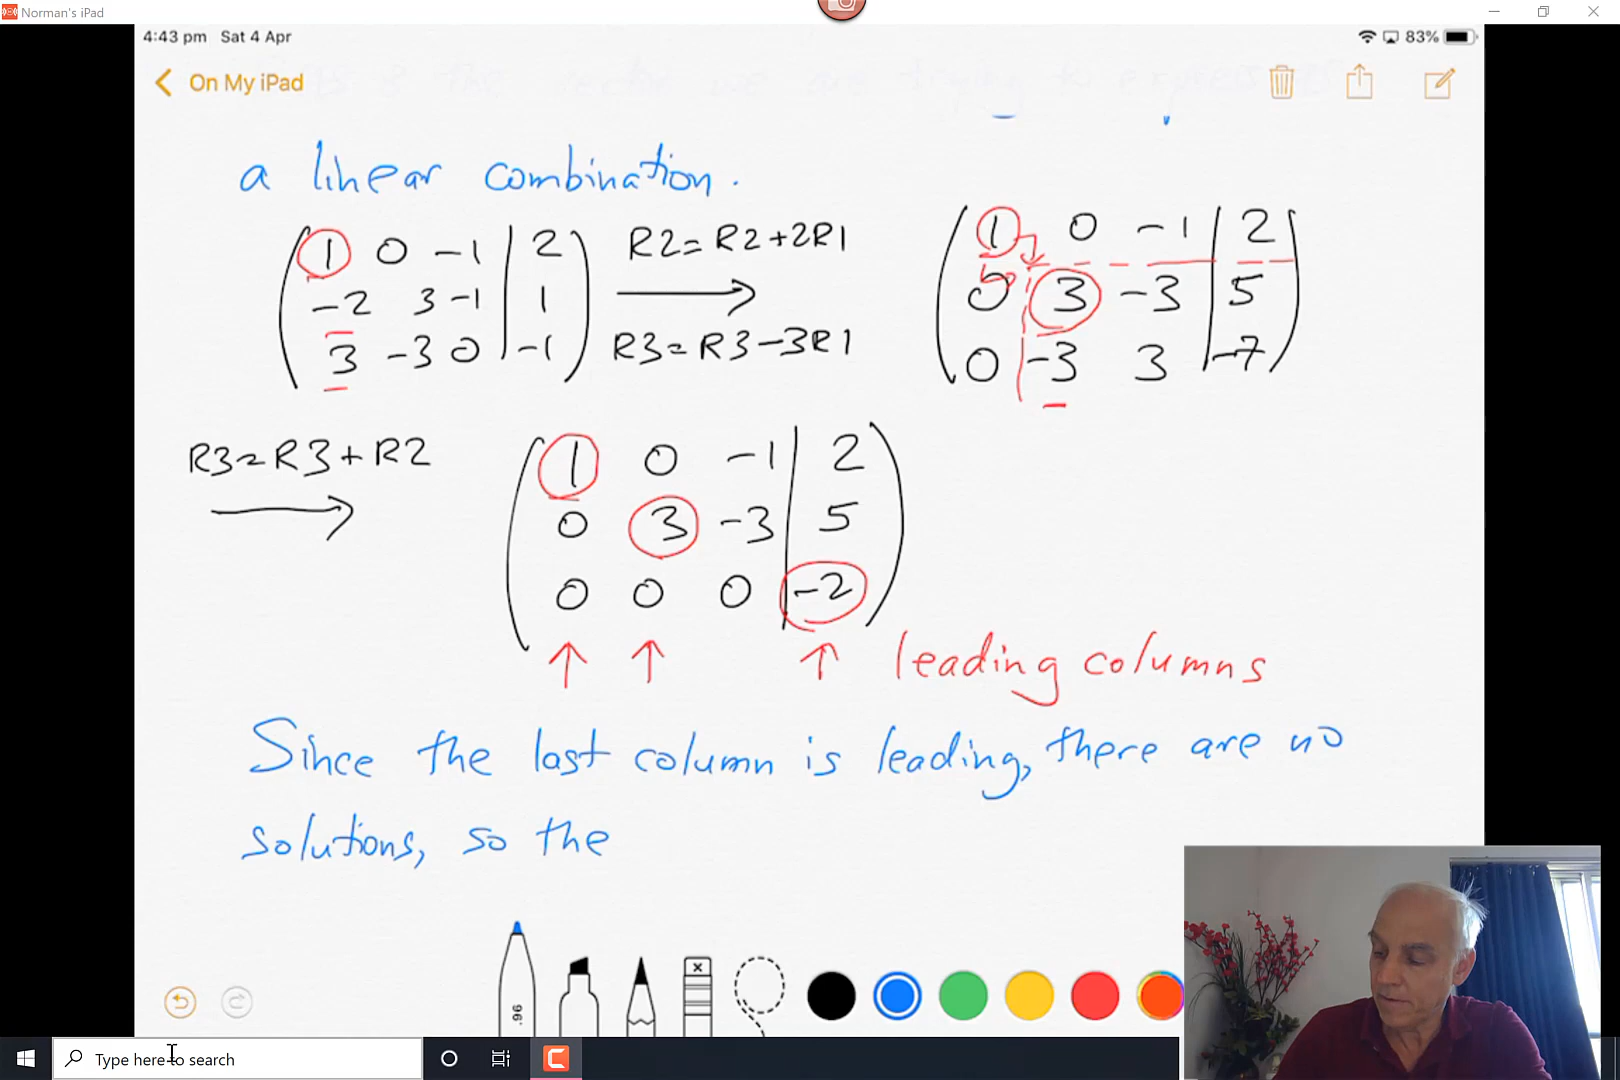 Norman's iPad
4:43 pm Sat 4 Apr
83%
On My iPad
a linear combination.
1 0 -1 | 2
-2 3 -1 | 1
3 -3 0 | -1
R2=R2+2R1
R3=R3-3R1
1 0 -1 | 2
0 3 -3 | 5
0 -3 3 | -7
R3=R3+R2
1 0 -1 | 2
0 3 -3 | 5
0 0 0 | -2
leading columns
Since the last column is leading, there are no
solutions, so the
.96
Type here to search